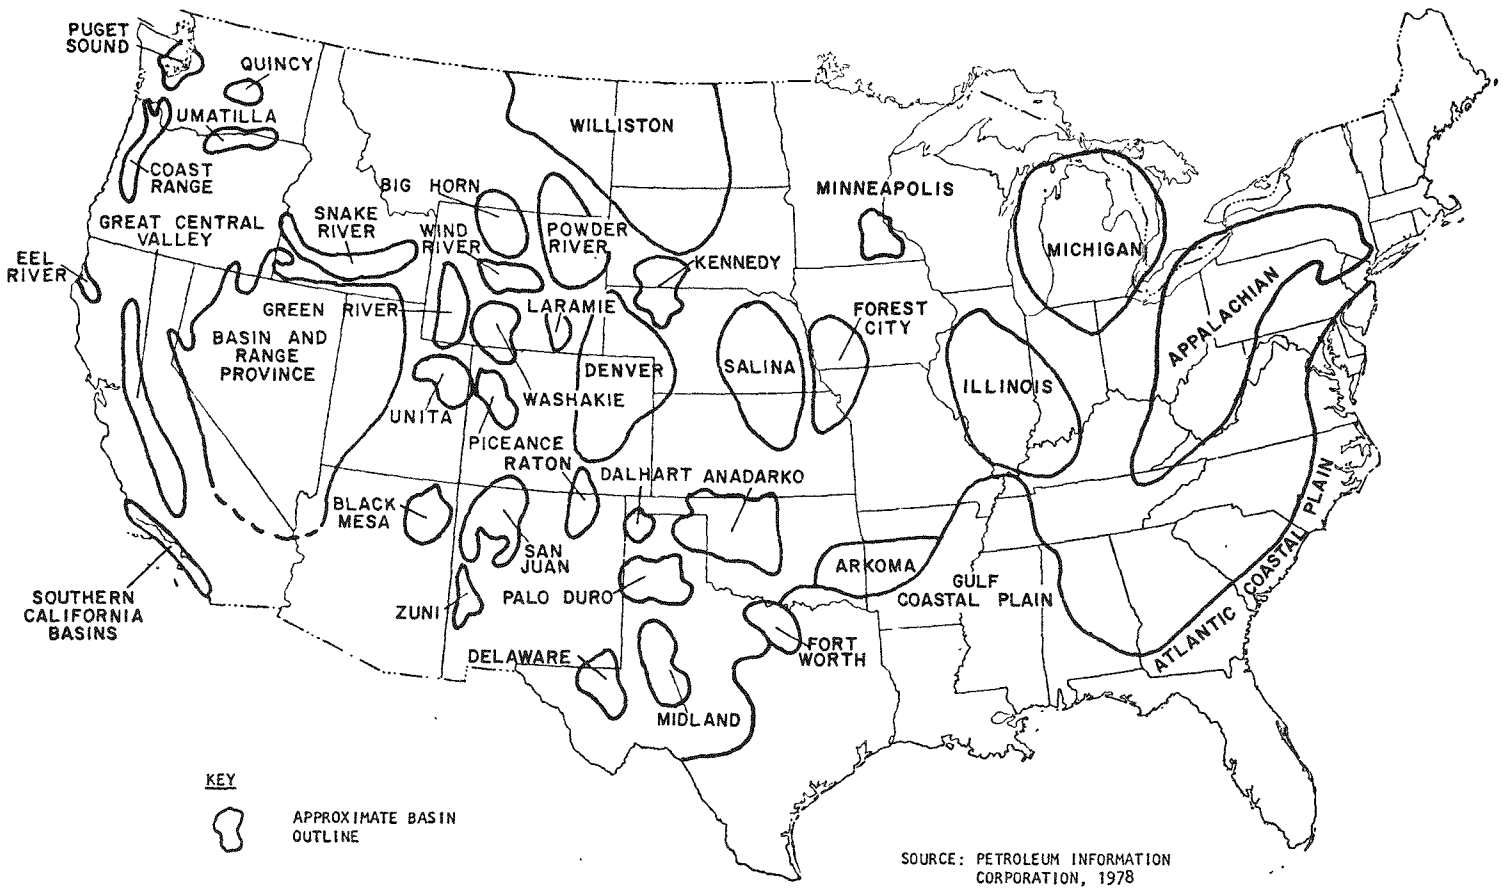 PUGET
SOUND
QUINCY
UMATILLA
COAST
RANGE
GREAT CENTRAL
VALLEY
EEL
RIVER
SNAKE
RIVER
BIG HORN
WIND
RIVER
POWDER
RIVER
WILLISTON
MINNEAPOLIS
MICHIGAN
KENNEDY
GREEN RIVER
LARAMIE
BASIN AND
RANGE
PROVINCE
FOREST
CITY
APPALACHIAN
DENVER
SALINA
ILLINOIS
UNITA
WASHAKIE
PICEANCE
RATON
DALHART
ANADARKO
BLACK
MESA
SAN
JUAN
ZUNI
PALO DURO
ARKOMA
GULF
COASTAL PLAIN
ATLANTIC COASTAL PLAIN
SOUTHERN
CALIFORNIA
BASINS
DELAWARE
FORT
WORTH
MIDLAND
KEY
APPROXIMATE BASIN
OUTLINE
SOURCE: PETROLEUM INFORMATION
CORPORATION, 1978